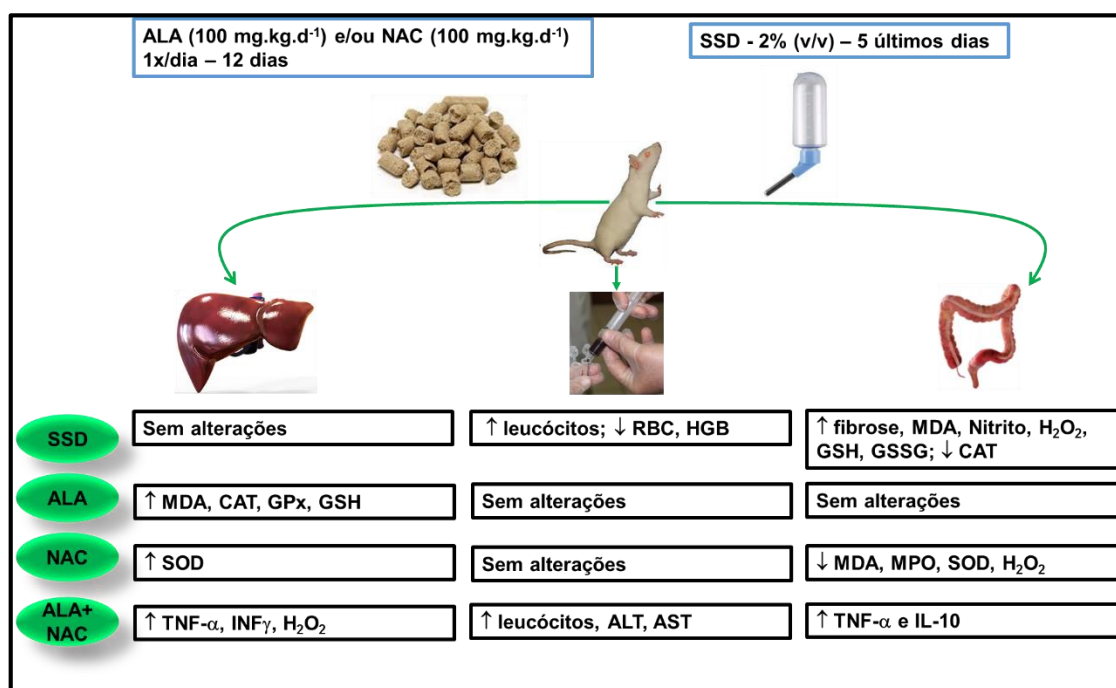 ALA (100 mg.kg.d⁻¹) e/ou NAC (100 mg.kg.d⁻¹)
1x/dia – 12 dias
SSD - 2% (v/v) – 5 últimos dias
SSD
Sem alterações
↑ leucócitos; ↓ RBC, HGB
↑ fibrose, MDA, Nitrito, H₂O₂,
GSH, GSSG; ↓ CAT
ALA
↑ MDA, CAT, GPx, GSH
Sem alterações
Sem alterações
NAC
↑ SOD
Sem alterações
↓ MDA, MPO, SOD, H₂O₂
ALA+
NAC
↑ TNF-α, INFγ, H₂O₂
↑ leucócitos, ALT, AST
↑ TNF-α e IL-10